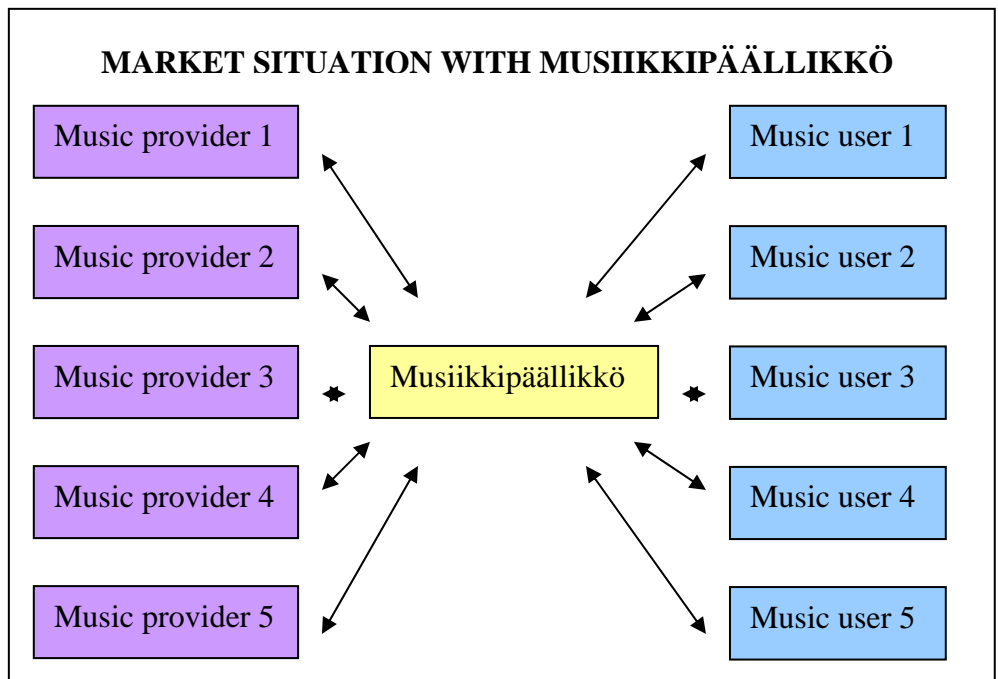 MARKET SITUATION WITH MUSIIKKIPÄÄLLIKKÖ
Music provider 1
Music user 1
Music provider 2
Music user 2
Music provider 3
Musiikkipäällikkö
Music user 3
Music provider 4
Music user 4
Music provider 5
Music user 5